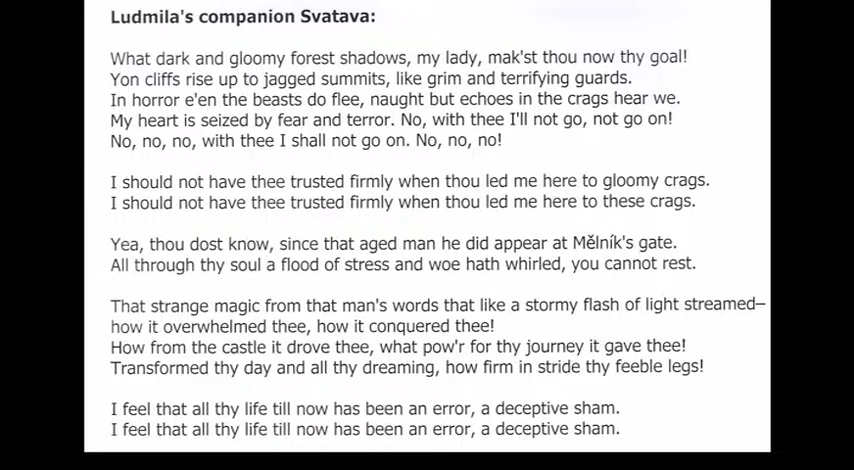 Ludmila's companion Svatava:
What dark and gloomy forest shadows, my lady, mak'st thou now thy goal!
Yon cliffs rise up to jagged summits, like grim and terrifying guards.
In horror e'en the beasts do flee, naught but echoes in the crags hear we.
My heart is seized by fear and terror. No, with thee I'll not go, not go on!
No, no, no, with thee I shall not go on. No, no, no!
I should not have thee trusted firmly when thou led me here to gloomy crags.
I should not have thee trusted firmly when thou led me here to these crags.
Yea, thou dost know, since that aged man he did appear at Mělník's gate.
All through thy soul a flood of stress and woe hath whirled, you cannot rest.
That strange magic from that man's words that like a stormy flash of light streamed–
how it overwhelmed thee, how it conquered thee!
How from the castle it drove thee, what pow'r for thy journey it gave thee!
Transformed thy day and all thy dreaming, how firm in stride thy feeble legs!
I feel that all thy life till now has been an error, a deceptive sham.
I feel that all thy life till now has been an error, a deceptive sham.